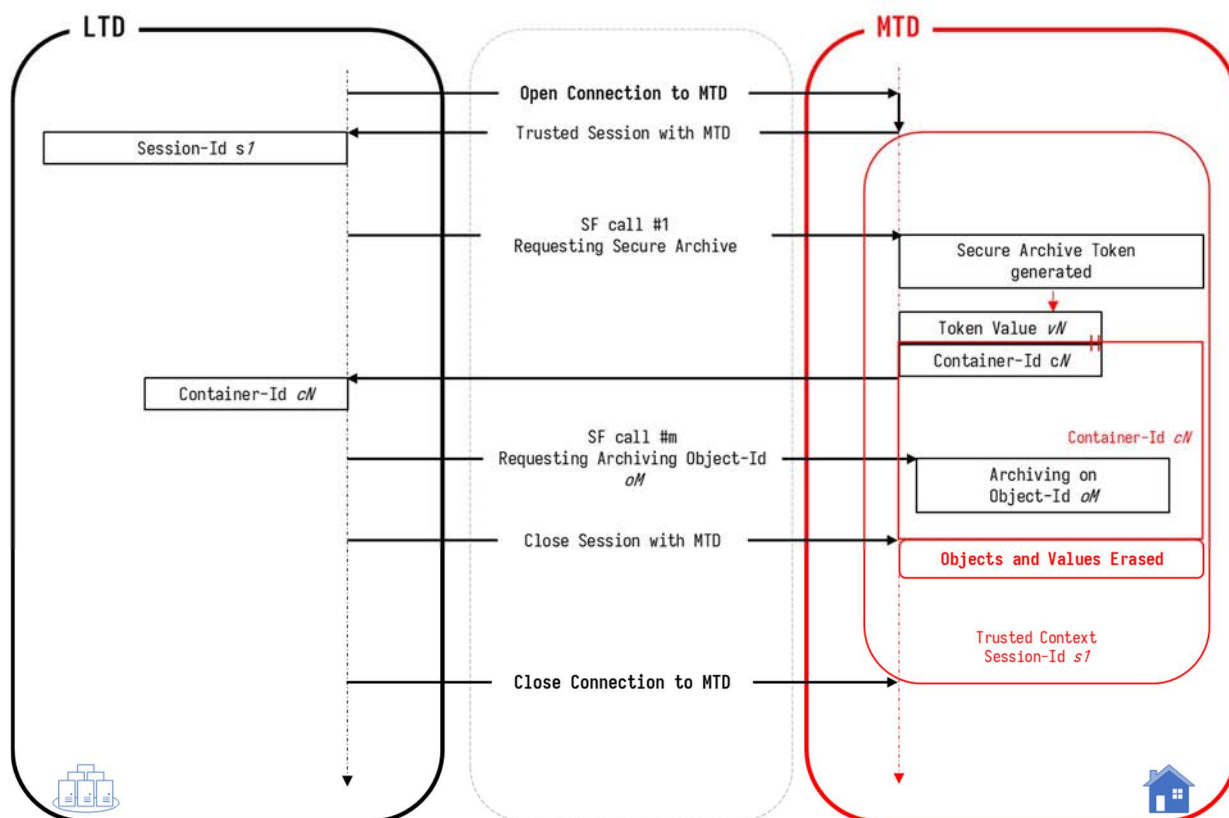 LTD
MTD
Open Connection to MTD
Trusted Session with MTD
Session-Id s1
SF call #1
Requesting Secure Archive
Secure Archive Token
generated
Token Value vN
Container-Id cN
Container-Id cN
Container-Id cN
SF call #m
Requesting Archiving Object-Id
oM
Archiving on
Object-Id oM
Close Session with MTD
Objects and Values Erased
Trusted Context
Session-Id s1
Close Connection to MTD